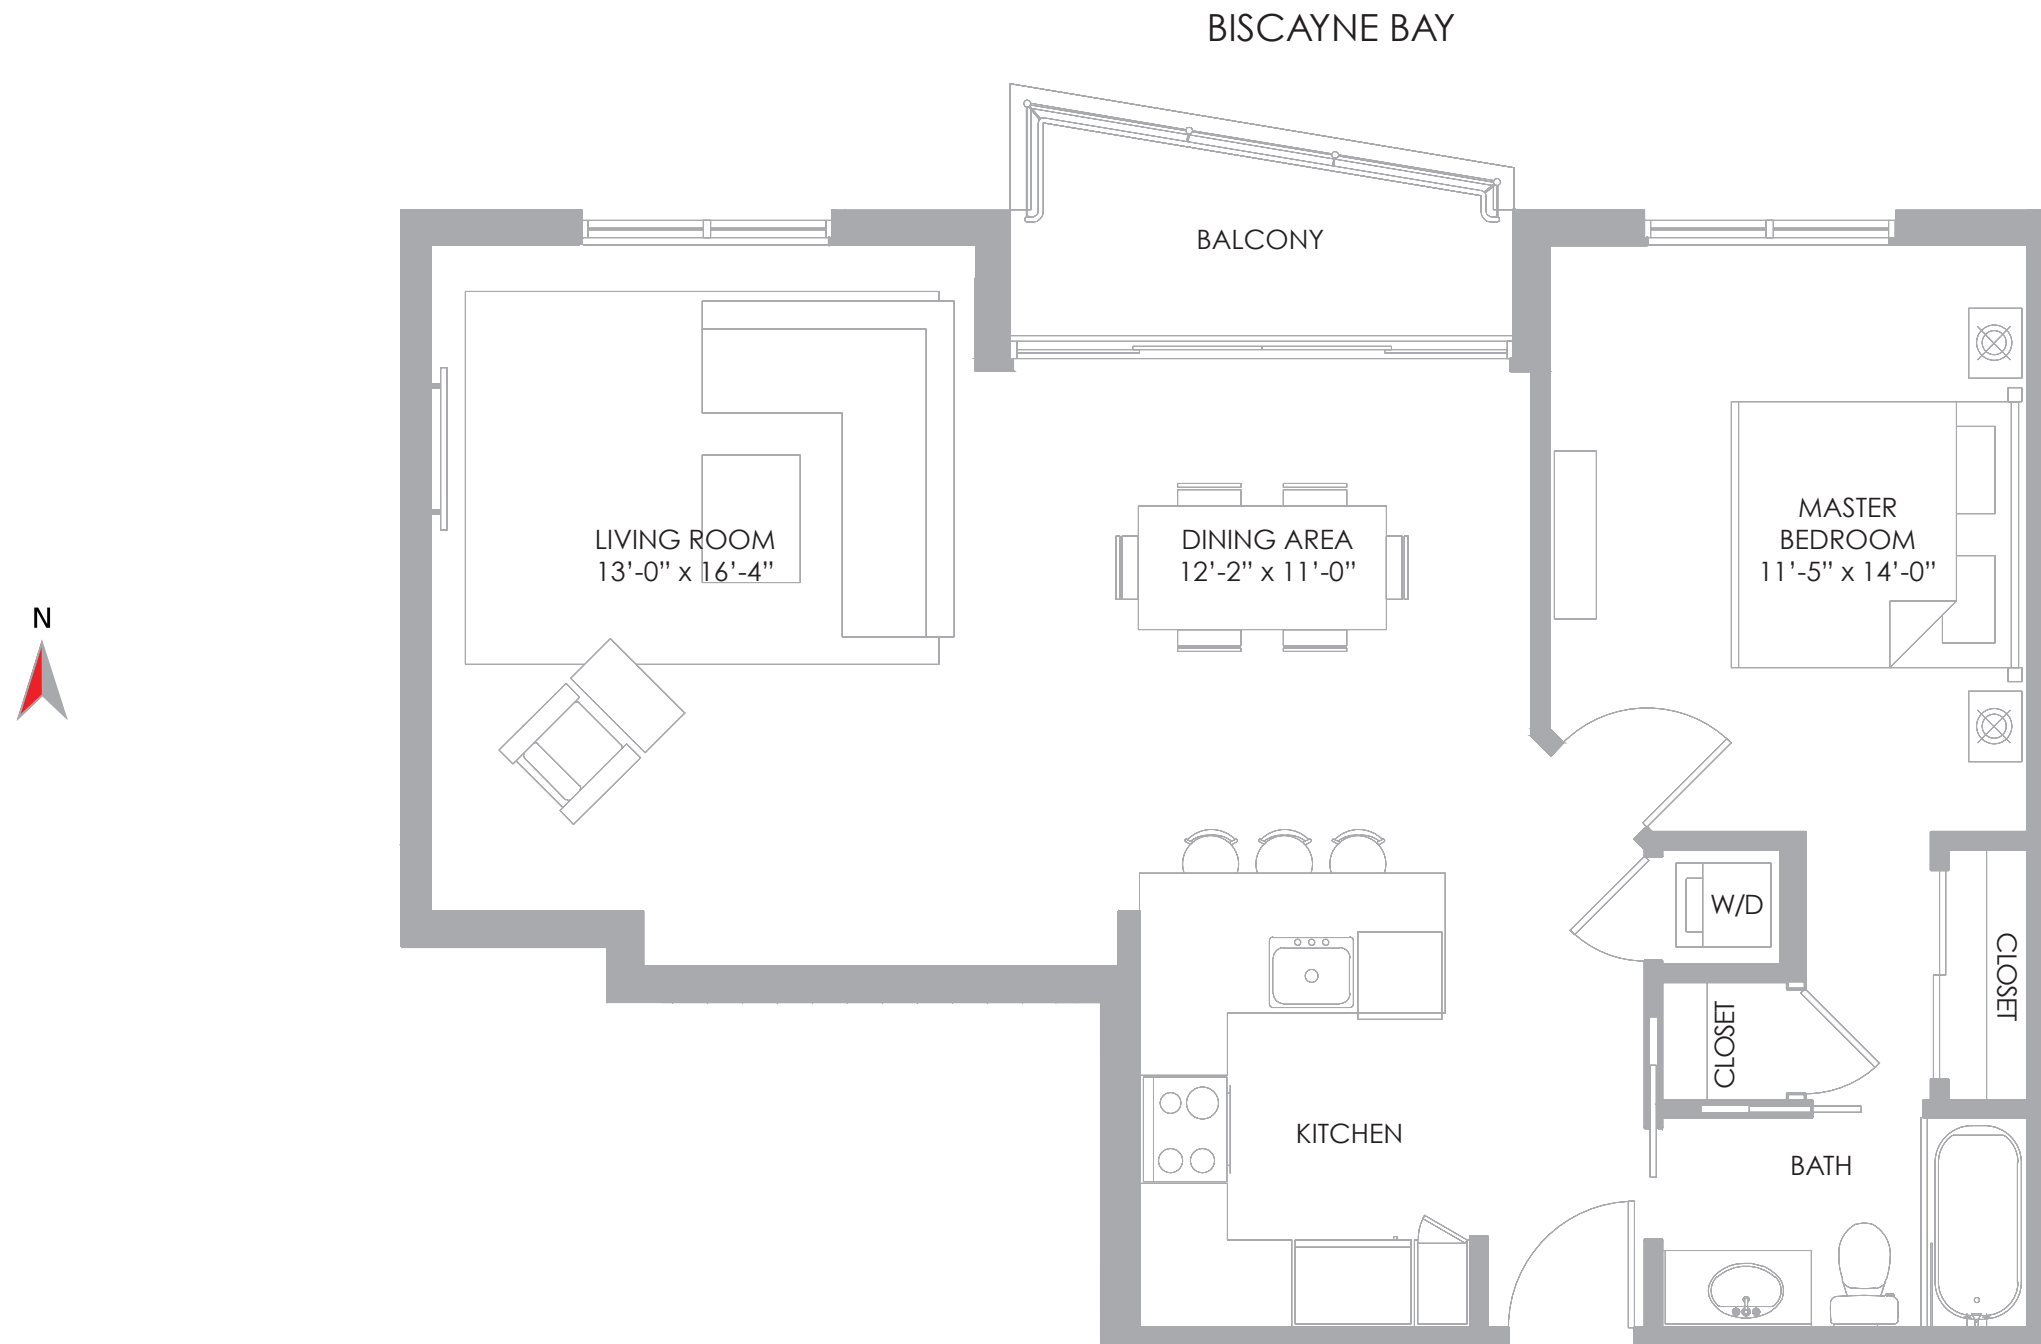 BISCAYNE BAY
BALCONY
LIVING ROOM
13’-0” x 16’-4”
DINING AREA
12’-2” x 11’-0”
MASTER
BEDROOM
11’-5” x 14’-0”
N
W/D
CLOSET
CLOSET
KITCHEN
BATH